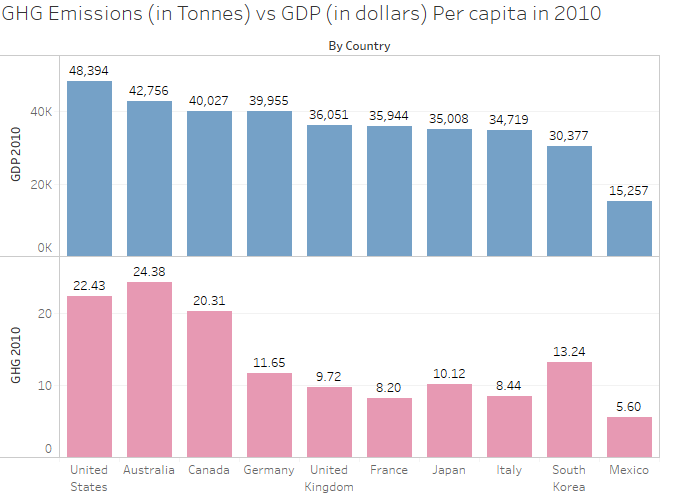 GHG Emissions (in Tonnes) vs GDP (in dollars) Per capita in 2010
By Country
48,394
42,756
40,027
39,955
36,051
35,944
35,008
34,719
30,377
15,257
GDP 2010
40K
20K
0K
22.43
24.38
20.31
11.65
9.72
8.20
10.12
8.44
13.24
5.60
GHG 2010
20
10
0
United States
Australia
Canada
Germany
United Kingdom
France
Japan
Italy
South Korea
Mexico